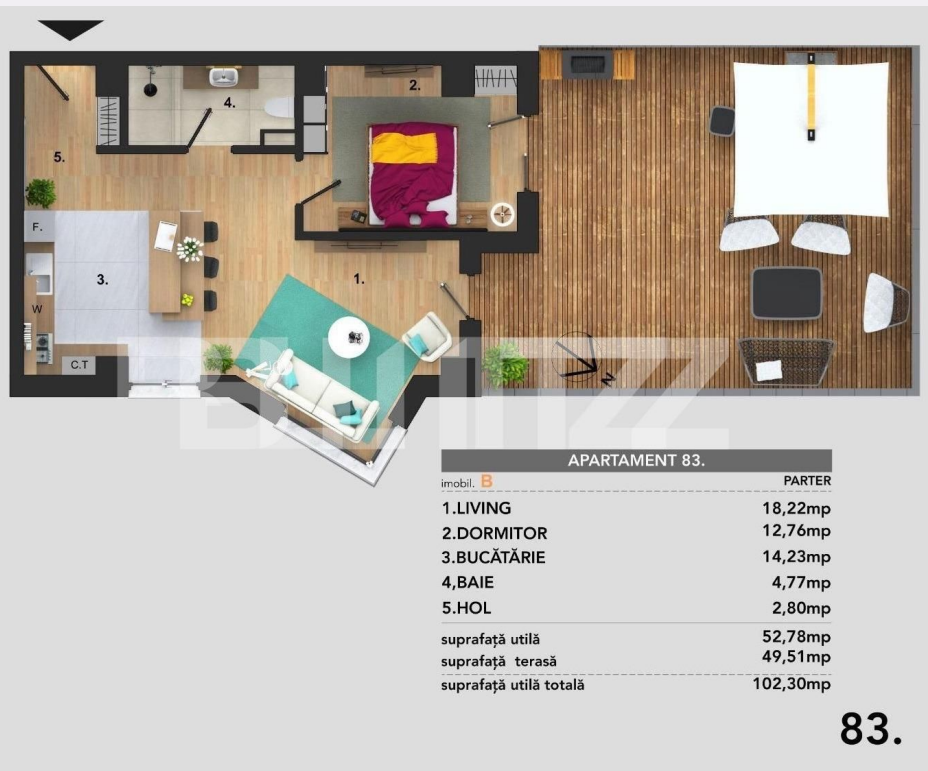 4.
2.
5.
F.
3.
1.
W
C.T
N
BLITZ
APARTAMENT 83.
imobil. B PARTER
1.LIVING 18,22mp
2.DORMITOR 12,76mp
3.BUCĂTĂRIE 14,23mp
4,BAIE 4,77mp
5.HOL 2,80mp
suprafață utilă 52,78mp
suprafață terasă 49,51mp
suprafață utilă totală 102,30mp
83.